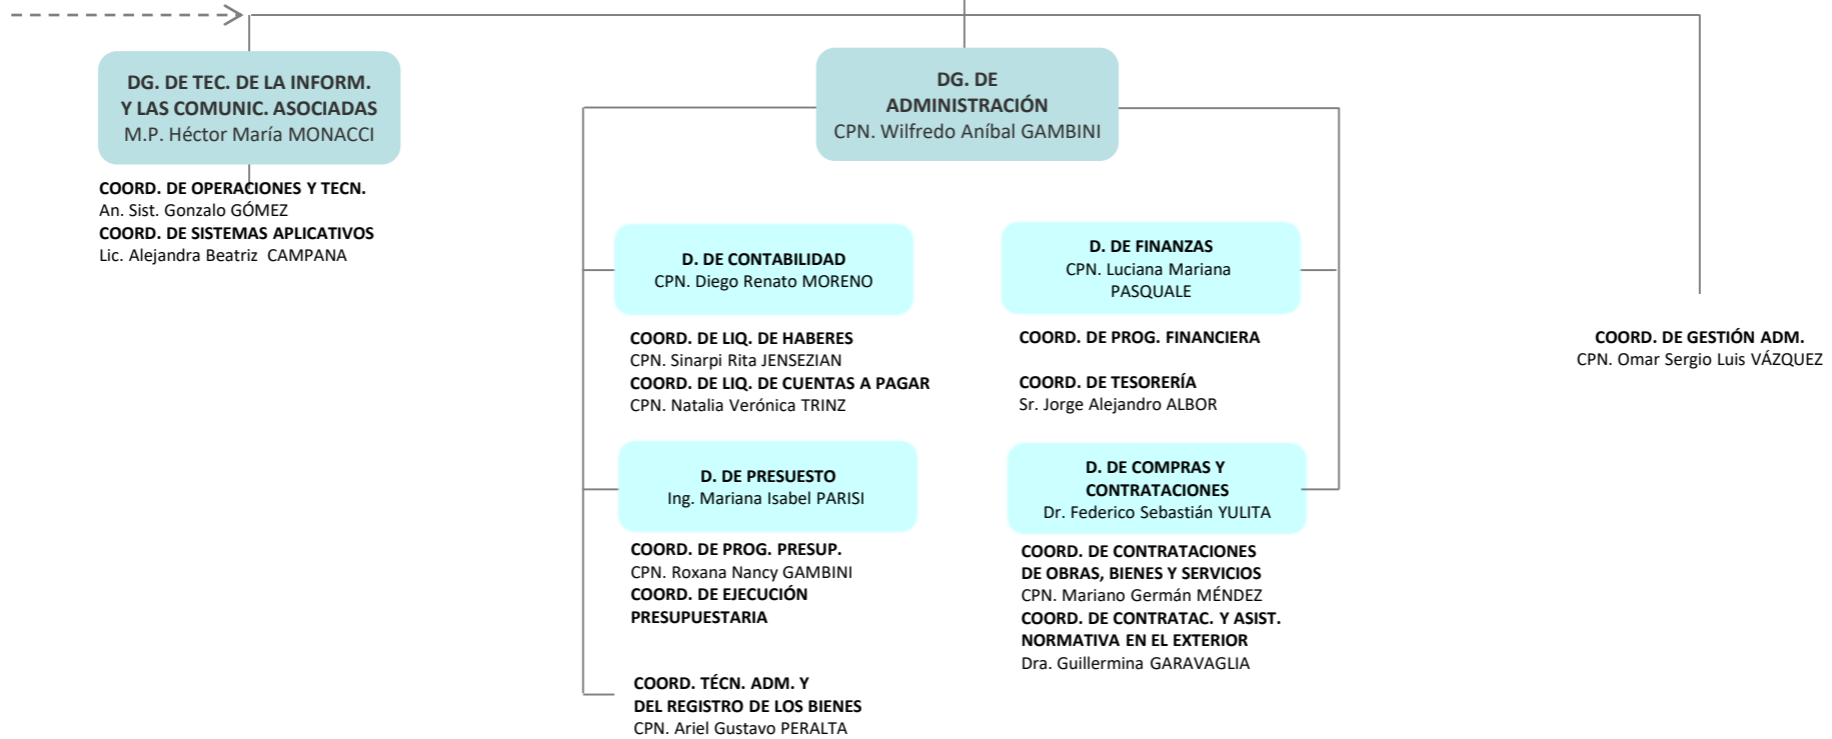 DG. DE TEC. DE LA INFORM.
Y LAS COMUNIC. ASOCIADAS
M.P. Héctor María MONACCI
COORD. DE OPERACIONES Y TECN.
An. Sist. Gonzalo GÓMEZ
COORD. DE SISTEMAS APLICATIVOS
Lic. Alejandra Beatriz CAMPANA
DG. DE
ADMINISTRACIÓN
CPN. Wilfredo Aníbal GAMBINI
D. DE CONTABILIDAD
CPN. Diego Renato MORENO
COORD. DE LIQ. DE HABERES
CPN. Sinarpi Rita JENSEZIAN
COORD. DE LIQ. DE CUENTAS A PAGAR
CPN. Natalia Verónica TRINZ
D. DE PRESUESTO
Ing. Mariana Isabel PARISI
COORD. DE PROG. PRESUP.
CPN. Roxana Nancy GAMBINI
COORD. DE EJECUCIÓN
PRESUPUESTARIA
COORD. TÉCN. ADM. Y
DEL REGISTRO DE LOS BIENES
CPN. Ariel Gustavo PERALTA
D. DE FINANZAS
CPN. Luciana Mariana
PASQUALE
COORD. DE PROG. FINANCIERA
COORD. DE TESORERÍA
Sr. Jorge Alejandro ALBOR
D. DE COMPRAS Y
CONTRATACIONES
Dr. Federico Sebastián YULITA
COORD. DE CONTRATACIONES
DE OBRAS, BIENES Y SERVICIOS
CPN. Mariano Germán MÉNDEZ
COORD. DE CONTRATAC. Y ASIST.
NORMATIVA EN EL EXTERIOR
Dra. Guillermina GARAVAGLIA
COORD. DE GESTIÓN ADM.
CPN. Omar Sergio Luis VÁZQUEZ